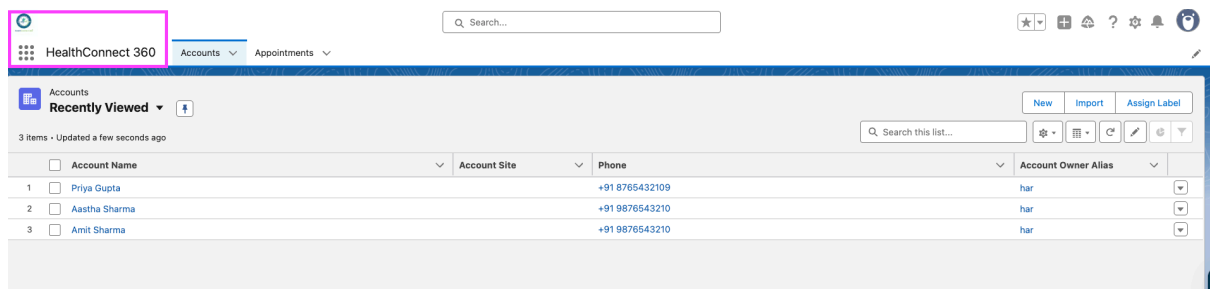 Search...
HealthConnect 360 Accounts Appointments
Accounts
Recently Viewed
New Import Assign Label
3 items • Updated a few seconds ago
Search this list...
Account Name Account Site Phone Account Owner Alias
1 Priya Gupta +91 8765432109 har
2 Aastha Sharma +91 9876543210 har
3 Amit Sharma +91 9876543210 har